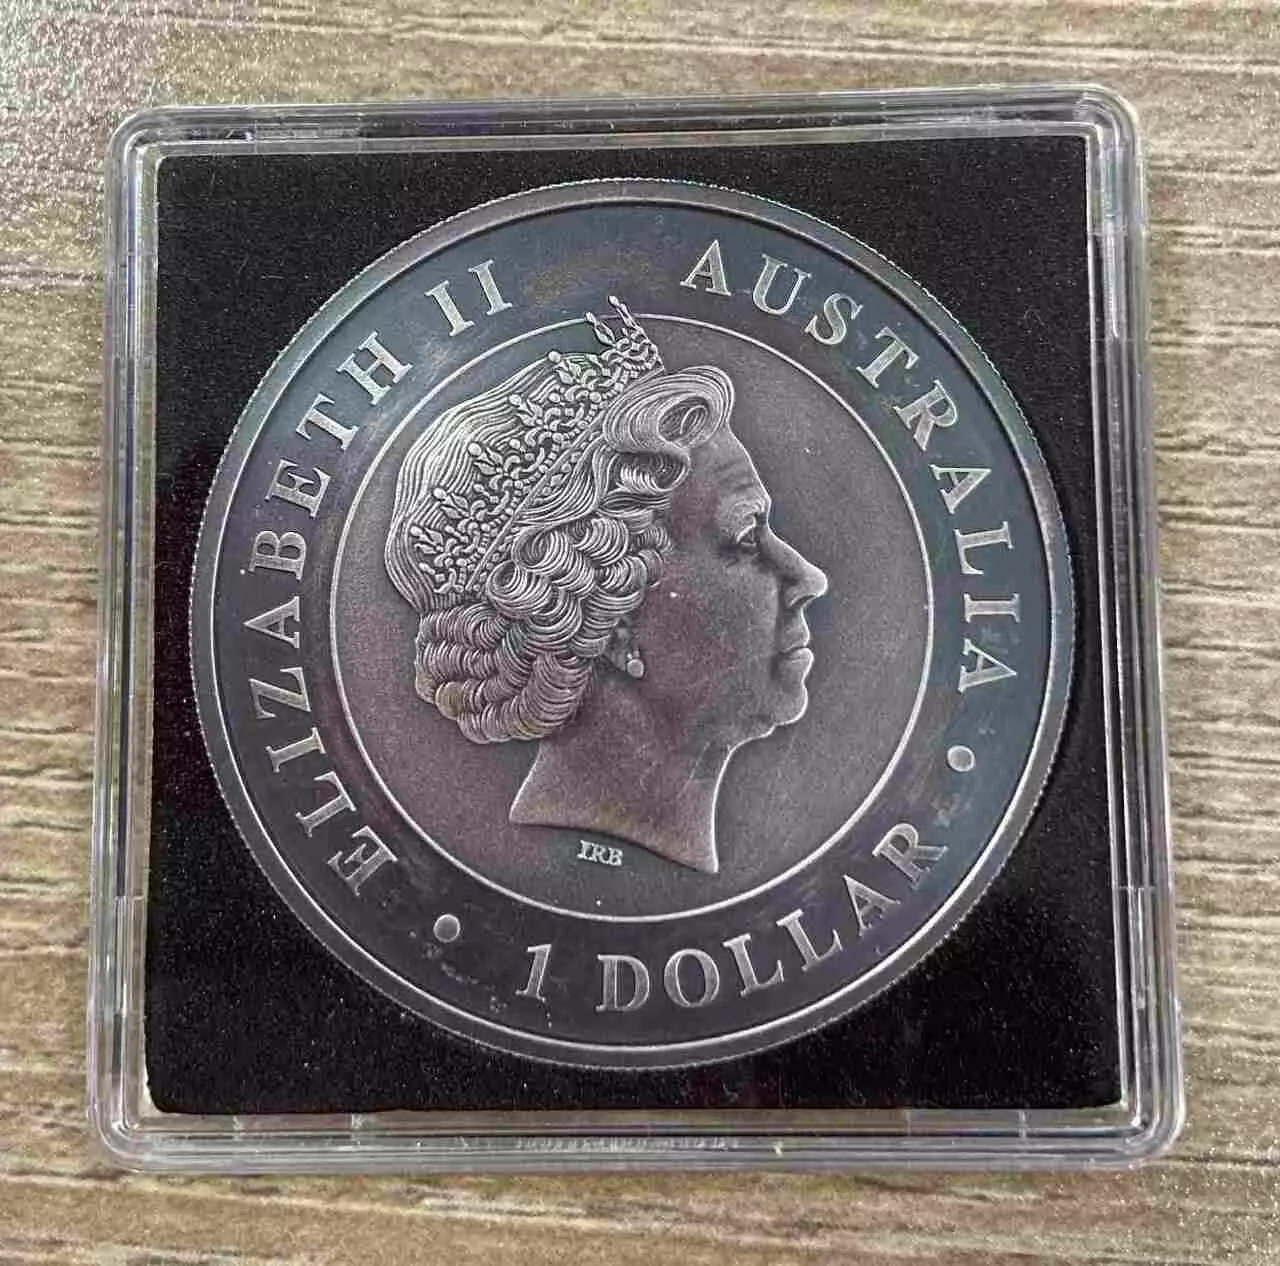 ELIZABETH II
AUSTRALIA
IRB
1 DOLLAR